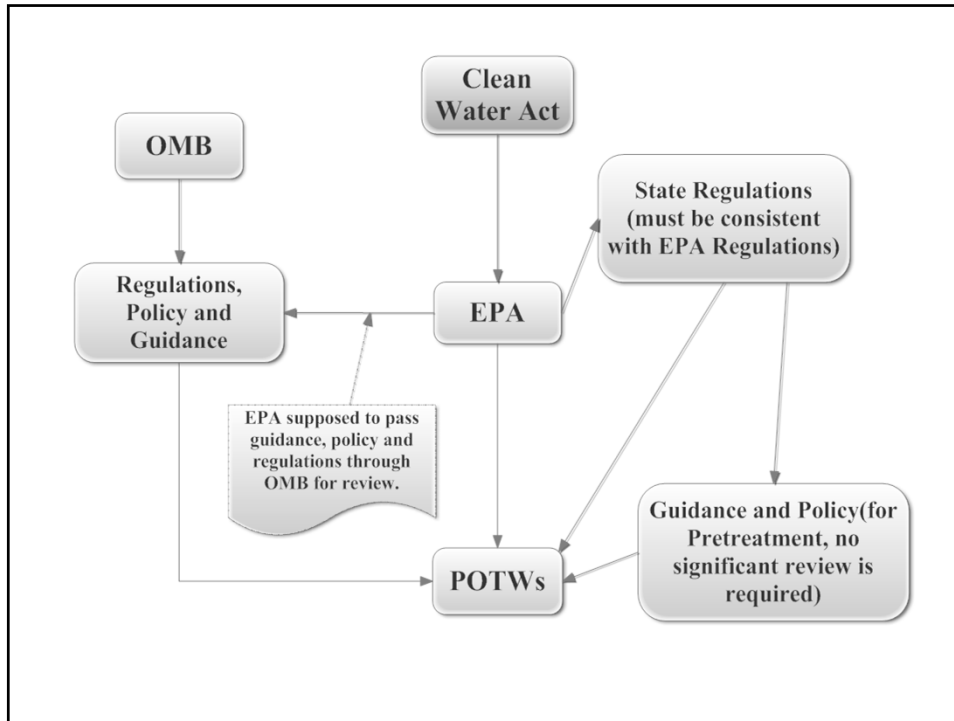 Clean
Water Act
OMB
State Regulations
(must be consistent
with EPA Regulations)
Regulations,
Policy and
Guidance
EPA
EPA supposed to pass
guidance, policy and
regulations through
OMB for review.
Guidance and Policy(for
Pretreatment, no
significant review is
required)
POTWs